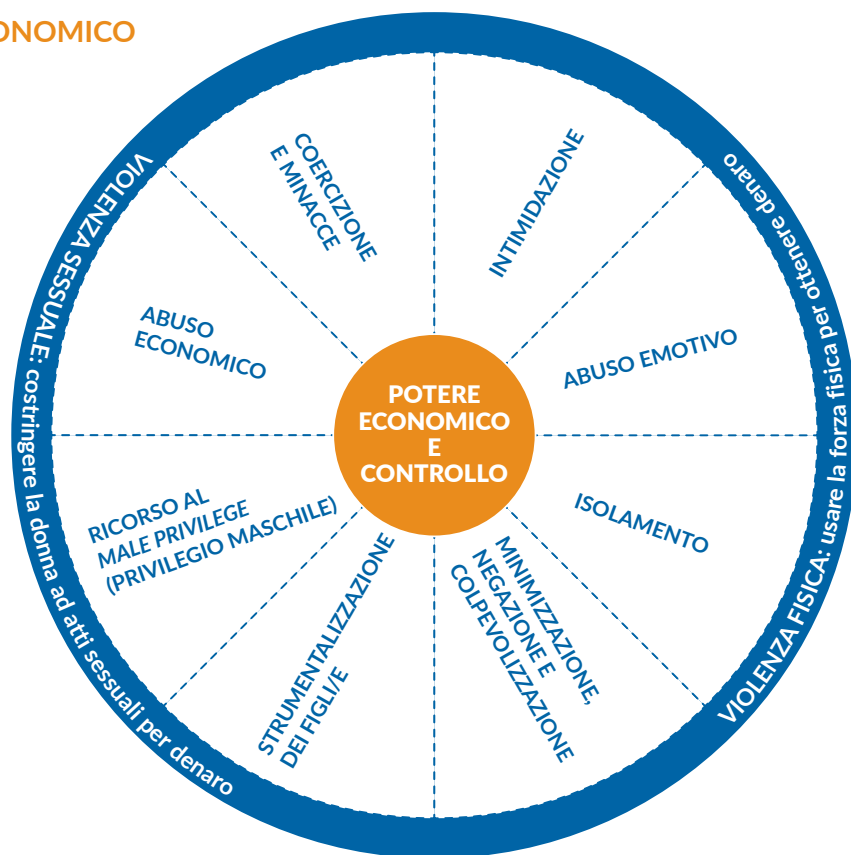 ONOMICO
COERCIZIONE
E MINACCE
INTIMIDAZIONE
ABUSO
ECONOMICO
ABUSO EMOTIVO
POTERE
ECONOMICO
E
CONTROLLO
RICORSO AL
MALE PRIVILEGE
(PRIVILEGIO MASCHILE)
ISOLAMENTO
STRUMENTALIZZAZIONE
DEI FIGLI/E
MINIMIZZAZIONE,
NEGAZIONE E
COLPEVOLIZZAZIONE
VIOLENZA SESSUALE: costringere la donna ad atti sessuali per denaro
VIOLENZA FISICA: usare la forza fisica per ottenere denaro